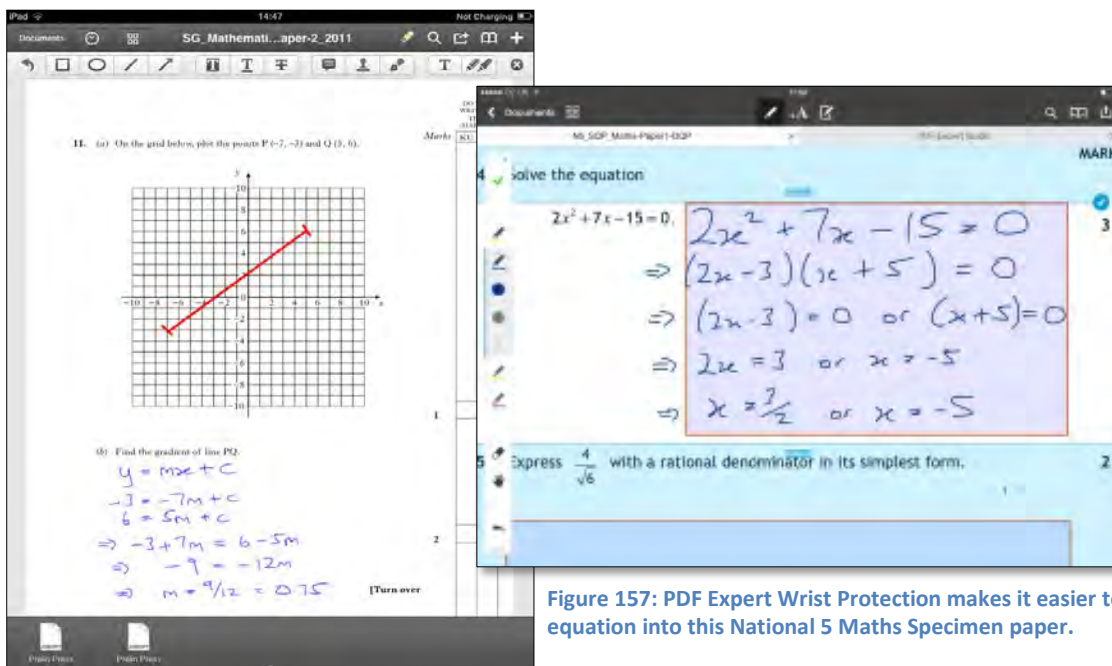 iPad
14:47
Not Charging
Documents
SG_Mathemati...aper-2_2011
T
T
T
T
Marks
KU
11. (a) On the grid below, plot the points P (−7, −3) and Q (5, 6).
y
10
8
6
4
2
−10 −8 −6 −4 −2 0 2 4 6 8 10 x
−2
−4
−6
−8
−10
1
(b) Find the gradient of line PQ.
y = mx + c
-3 = -7m + c
6 = 5m + c
⇒ -3 + 7m = 6 - 5m
⇒ -9 = -12m
⇒ m = 9/12 = 0.75
2
[Turn over
Documents
A
N5_SQP_Maths-Paper1-DQP
MARK
4 Solve the equation
2x² + 7x − 15 = 0.
3
2x² + 7x - 15 = 0
⇒ (2x - 3)(x + 5) = 0
⇒ (2x - 3) = 0 or (x + 5) = 0
⇒ 2x = 3 or x = -5
⇒ x = 3/2 or x = -5
5 Express 4/√6 with a rational denominator in its simplest form.
2
Figure 157: PDF Expert Wrist Protection makes it easier to
equation into this National 5 Maths Specimen paper.